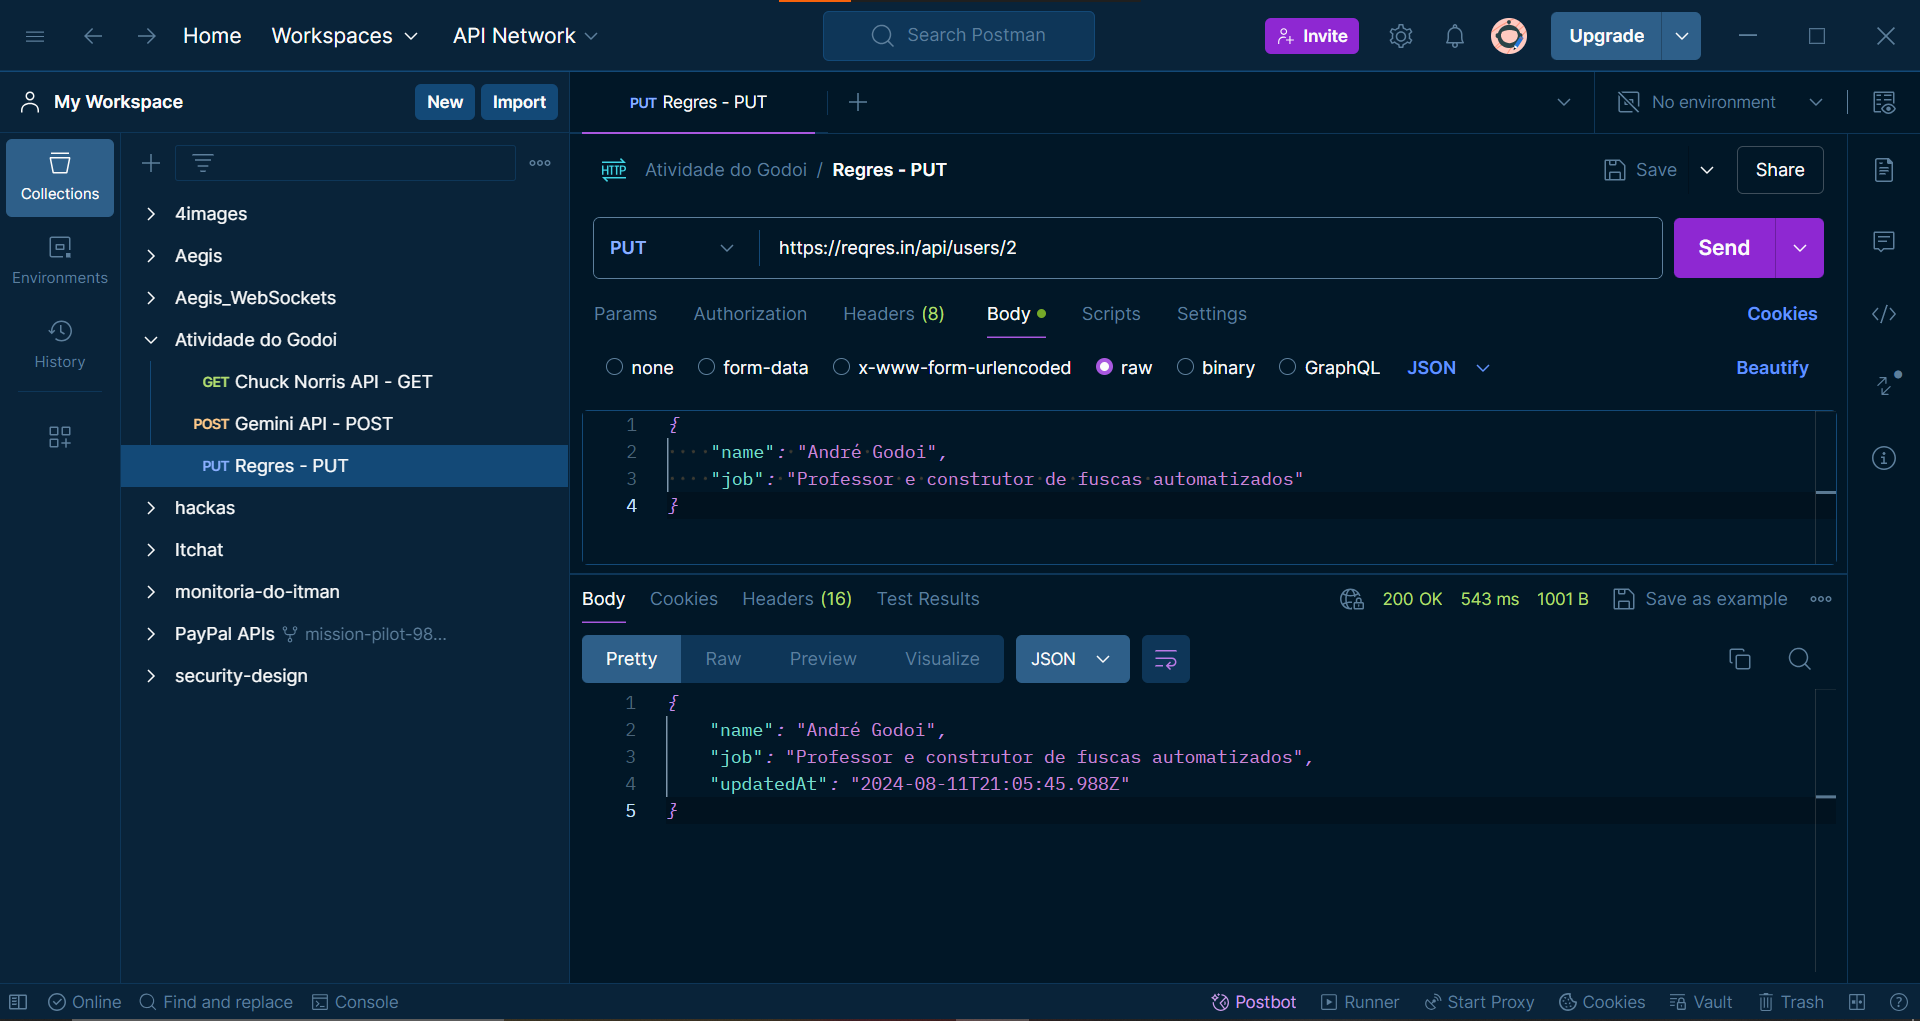 Home Workspaces API Network Search Postman Invite Upgrade
My Workspace New Import
PUT Regres - PUT No environment
Collections
Environments
History
4images
Aegis
Aegis_WebSockets
Atividade do Godoi
GET Chuck Norris API - GET
POST Gemini API - POST
PUT Regres - PUT
hackas
Itchat
monitoria-do-itman
PayPal APIs mission-pilot-98...
security-design
HTTP Atividade do Godoi / Regres - PUT Save Share
PUT https://reqres.in/api/users/2 Send
Params Authorization Headers (8) Body Scripts Settings Cookies
none form-data x-www-form-urlencoded raw binary GraphQL JSON Beautify
1 {
2 "name": "André Godoi",
3 "job": "Professor e construtor de fuscas automatizados"
4 }
Body Cookies Headers (16) Test Results 200 OK 543 ms 1001 B Save as example
Pretty Raw Preview Visualize JSON
1 {
2 "name": "André Godoi",
3 "job": "Professor e construtor de fuscas automatizados",
4 "updatedAt": "2024-08-11T21:05:45.988Z"
5 }
Online Find and replace Console Postbot Runner Start Proxy Cookies Vault Trash